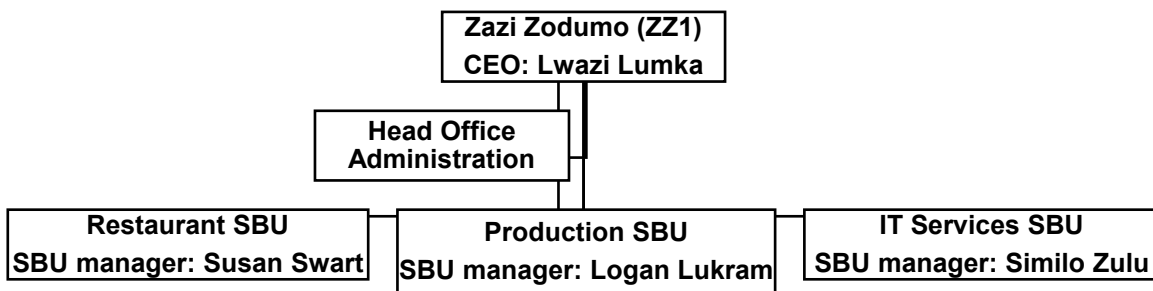 Zazi Zodumo (ZZ1)
CEO: Lwazi Lumka
Head Office
Administration
Restaurant SBU
SBU manager: Susan Swart
Production SBU
SBU manager: Logan Lukram
IT Services SBU
SBU manager: Similo Zulu